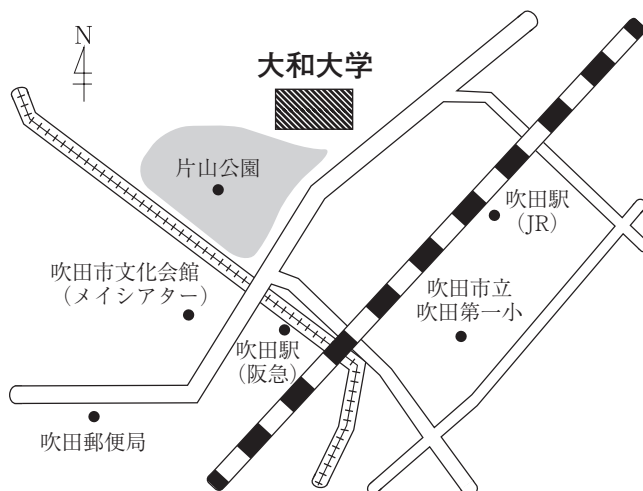 N
大和大学
片山公園
吹田駅
（JR）
吹田市文化会館
（メイシアター）
吹田市立
吹田第一小
吹田駅
（阪急）
吹田郵便局